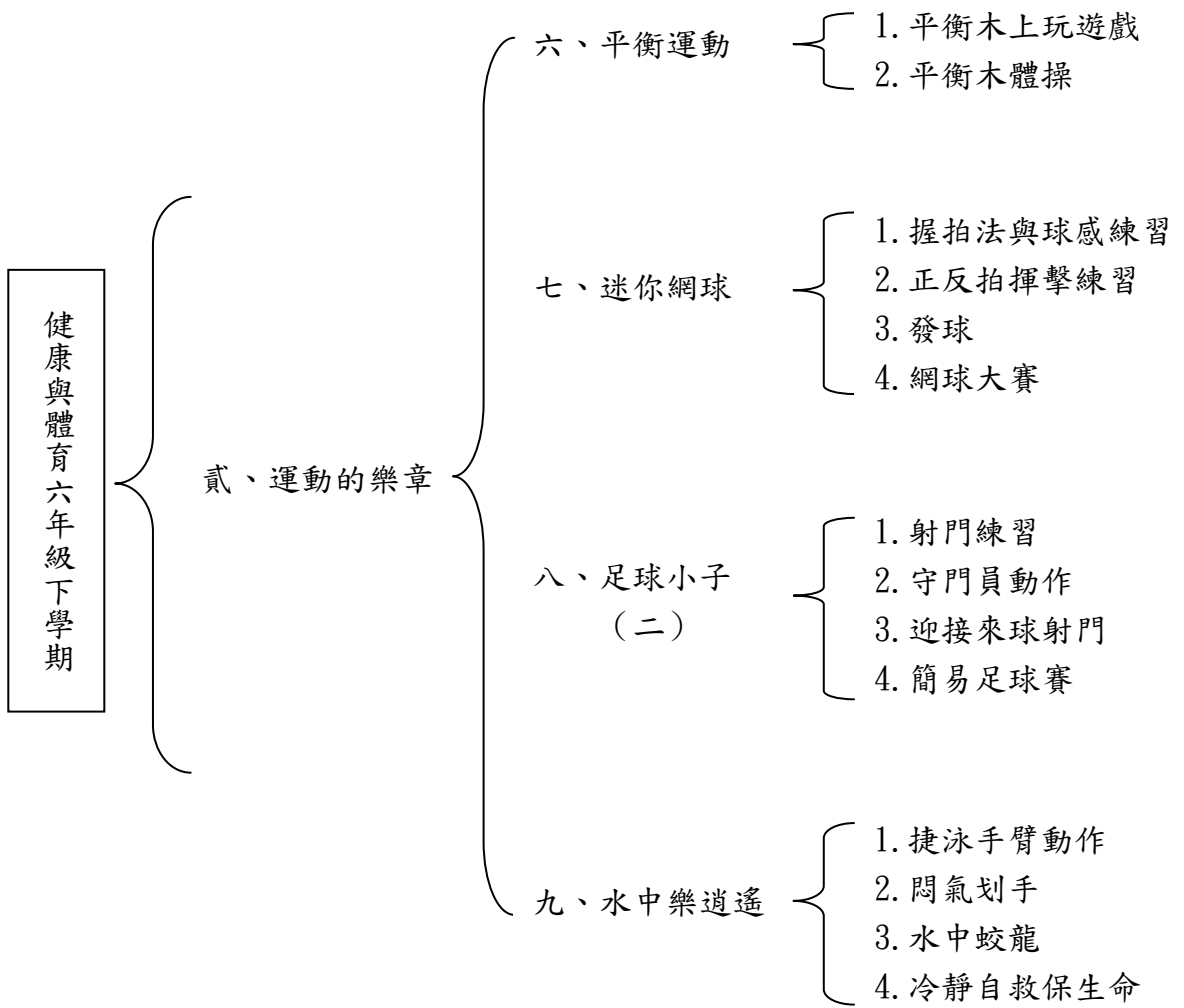 健康與體育六年級下學期
貳、運動的樂章
六、平衡運動
1.平衡木上玩遊戲
2.平衡木體操
七、迷你網球
1.握拍法與球感練習
2.正反拍揮擊練習
3.發球
4.網球大賽
八、足球小子
（二）
1.射門練習
2.守門員動作
3.迎接來球射門
4.簡易足球賽
九、水中樂逍遙
1.捷泳手臂動作
2.悶氣划手
3.水中蛟龍
4.冷靜自救保生命